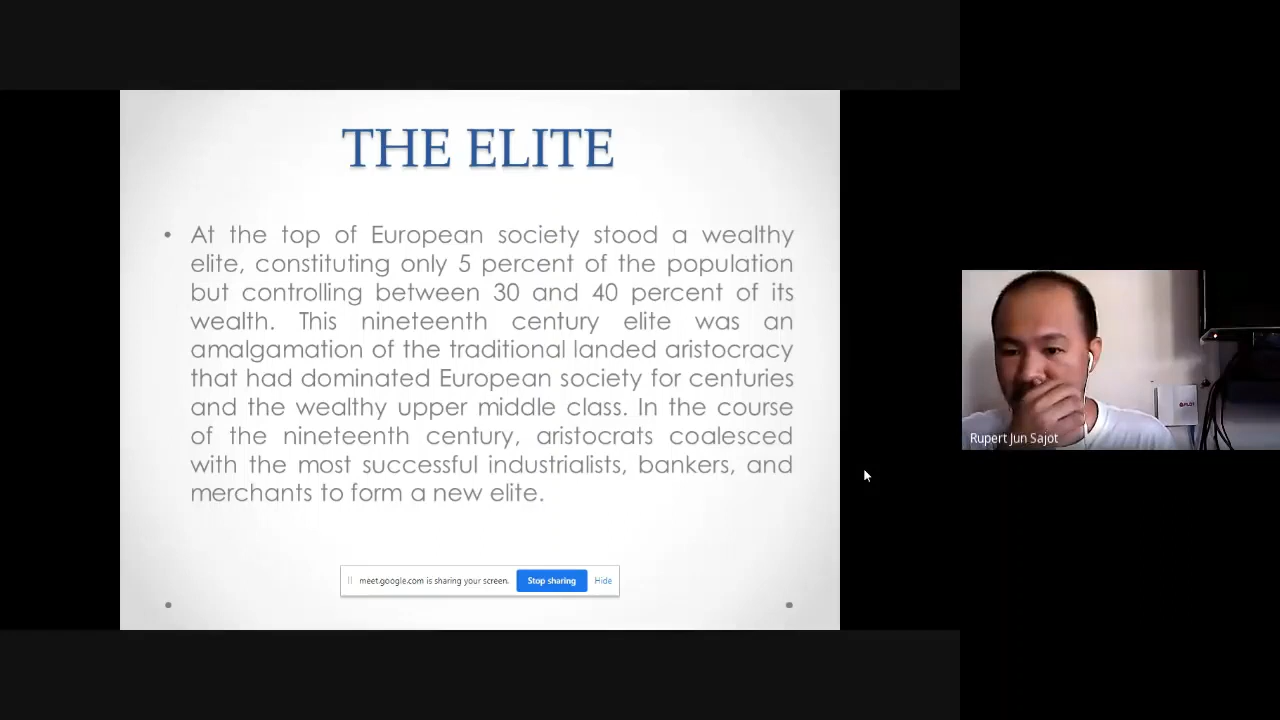 THE ELITE
• At the top of European society stood a wealthy
elite, constituting only 5 percent of the population
but controlling between 30 and 40 percent of its
wealth. This nineteenth century elite was an
amalgamation of the traditional landed aristocracy
that had dominated European society for centuries
and the wealthy upper middle class. In the course
of the nineteenth century, aristocrats coalesced
with the most successful industrialists, bankers, and
merchants to form a new elite.
meet.google.com is sharing your screen. Stop sharing Hide
Rupert Jun Sajot